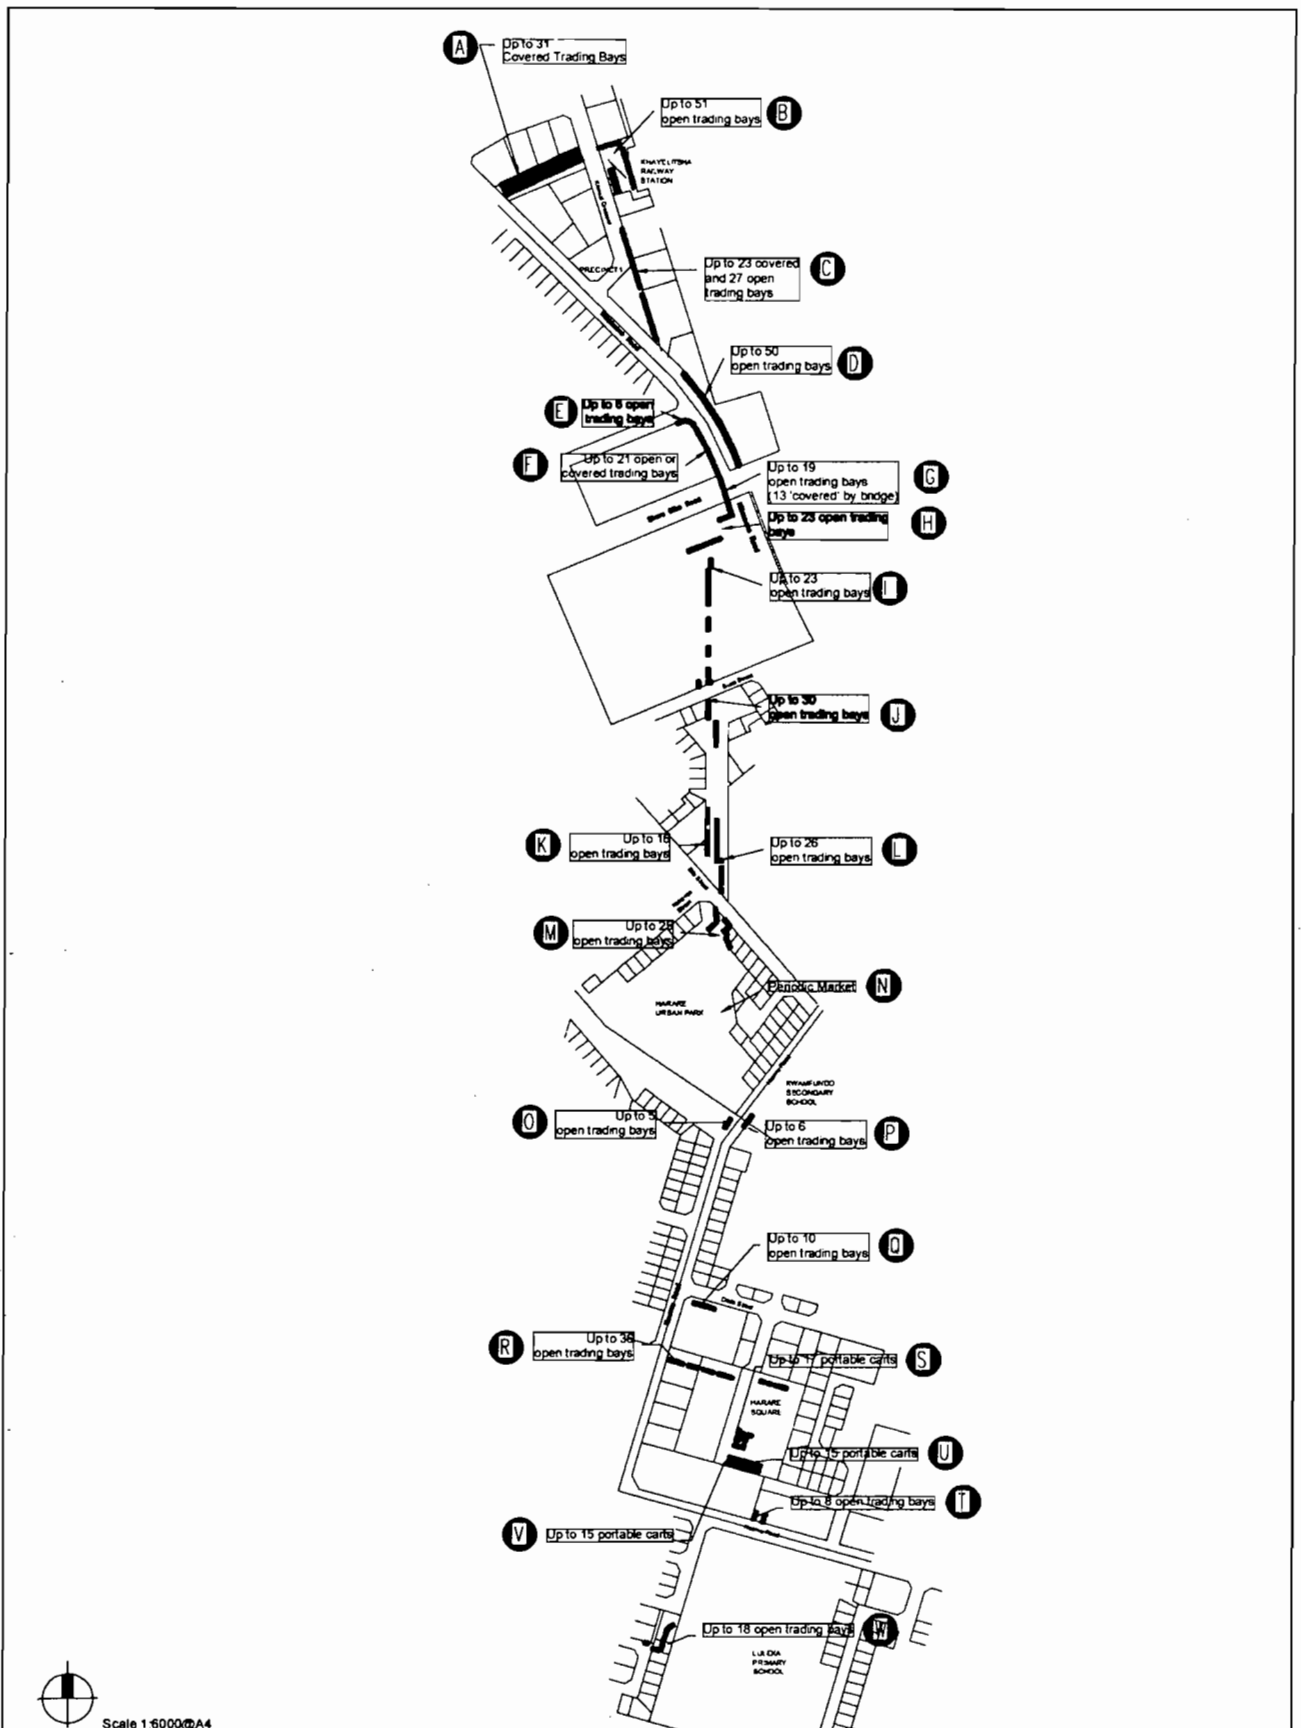 A
Up to 31
Covered Trading Bays
Up to 51
open trading bays
B
KHAYELITSHA
RAILWAY
STATION
PRECINCT 1
Up to 23 covered
and 27 open
trading bays
C
Up to 50
open trading bays
D
E
Up to 6 open
trading bays
F
Up to 21 open or
covered trading bays
Up to 19
open trading bays
(13 'covered' by bridge)
G
Up to 23 open trading
bays
H
Up to 23
open trading bays
I
Up to 30
open trading bays
J
K
Up to 16
open trading bays
Up to 26
open trading bays
L
M
Up to 28
open trading bays
Periodic Market
N
HARARE
URBAN PARK
SECONDARY
SCHOOL
O
Up to 5
open trading bays
Up to 6
open trading bays
P
Up to 10
open trading bays
Q
R
Up to 36
open trading bays
Up to 17 portable carts
S
HARARE
SQUARE
Up to 15 portable carts
U
Up to 8 open trading bays
T
V
Up to 15 portable carts
Up to 18 open trading bays
W
PRIMARY
SCHOOL
Scale 1:6000@A4